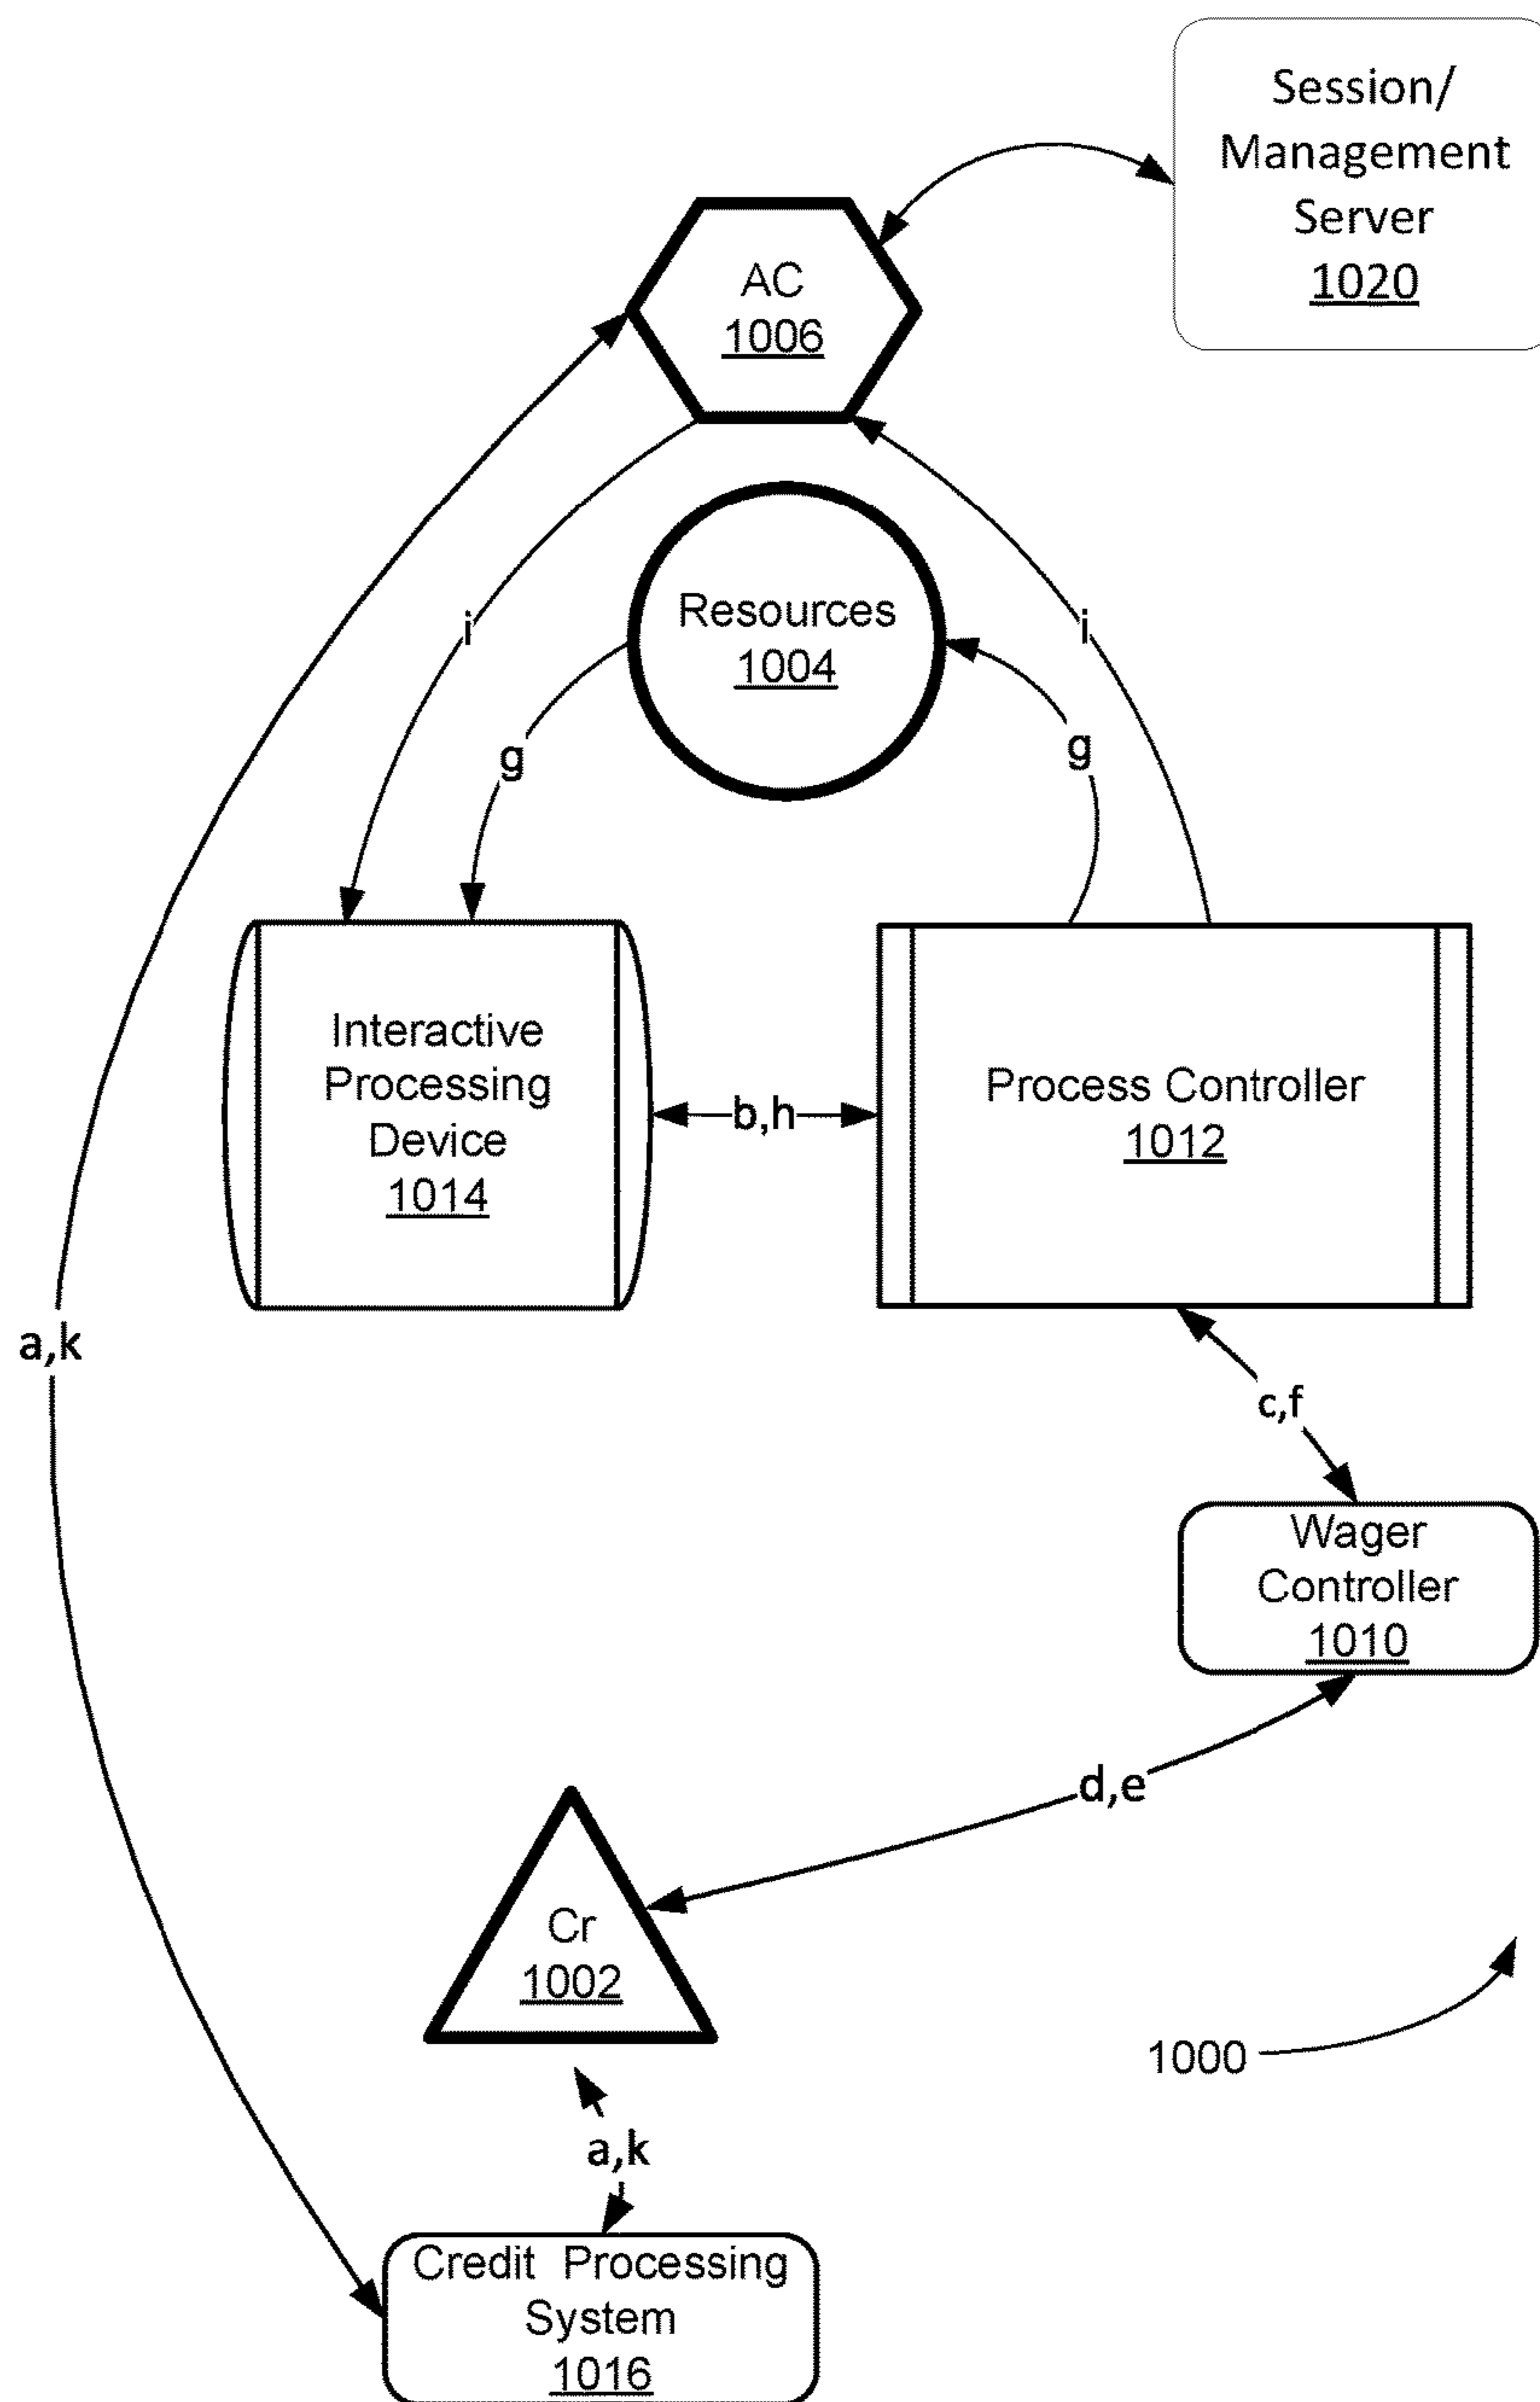 Session/
Management
Server
1020
AC
1006
Resources
1004
i
i
g
g
Interactive
Processing
Device
1014
b,h
Process Controller
1012
a,k
c,f
Wager
Controller
1010
d,e
Cr
1002
1000
a,k
Credit Processing
System
1016